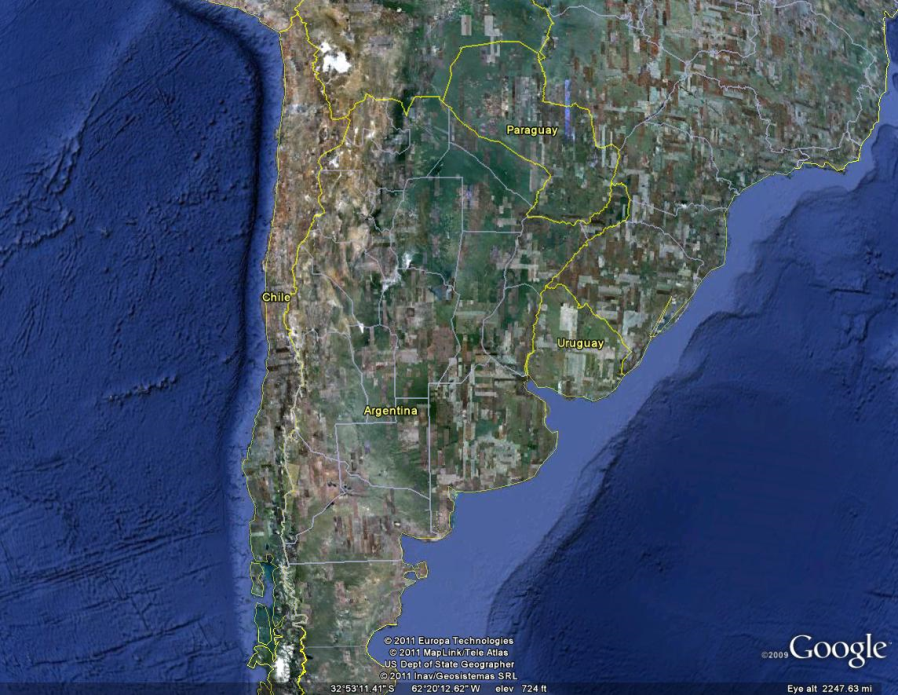 Paraguay
Chile
Uruguay
Argentina
© 2011 Europa Technologies
© 2011 MapLink/Tele Atlas
US Dept of State Geographer
© 2011 Inav/Geosistemas SRL
©2009 Google™
32°53'11.41"S 62°20'12.62"W elev 724 ft
Eye alt 2247.63 mi